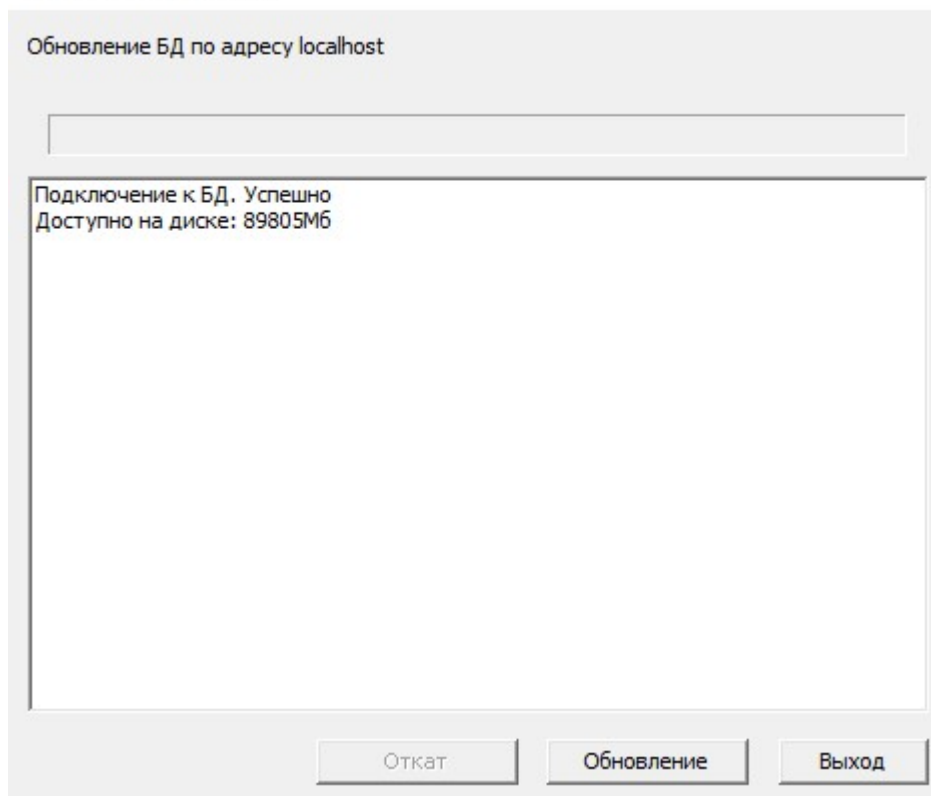 Обновление БД по адресу localhost
Подключение к БД. Успешно
Доступно на диске: 89805Мб
Откат
Обновление
Выход